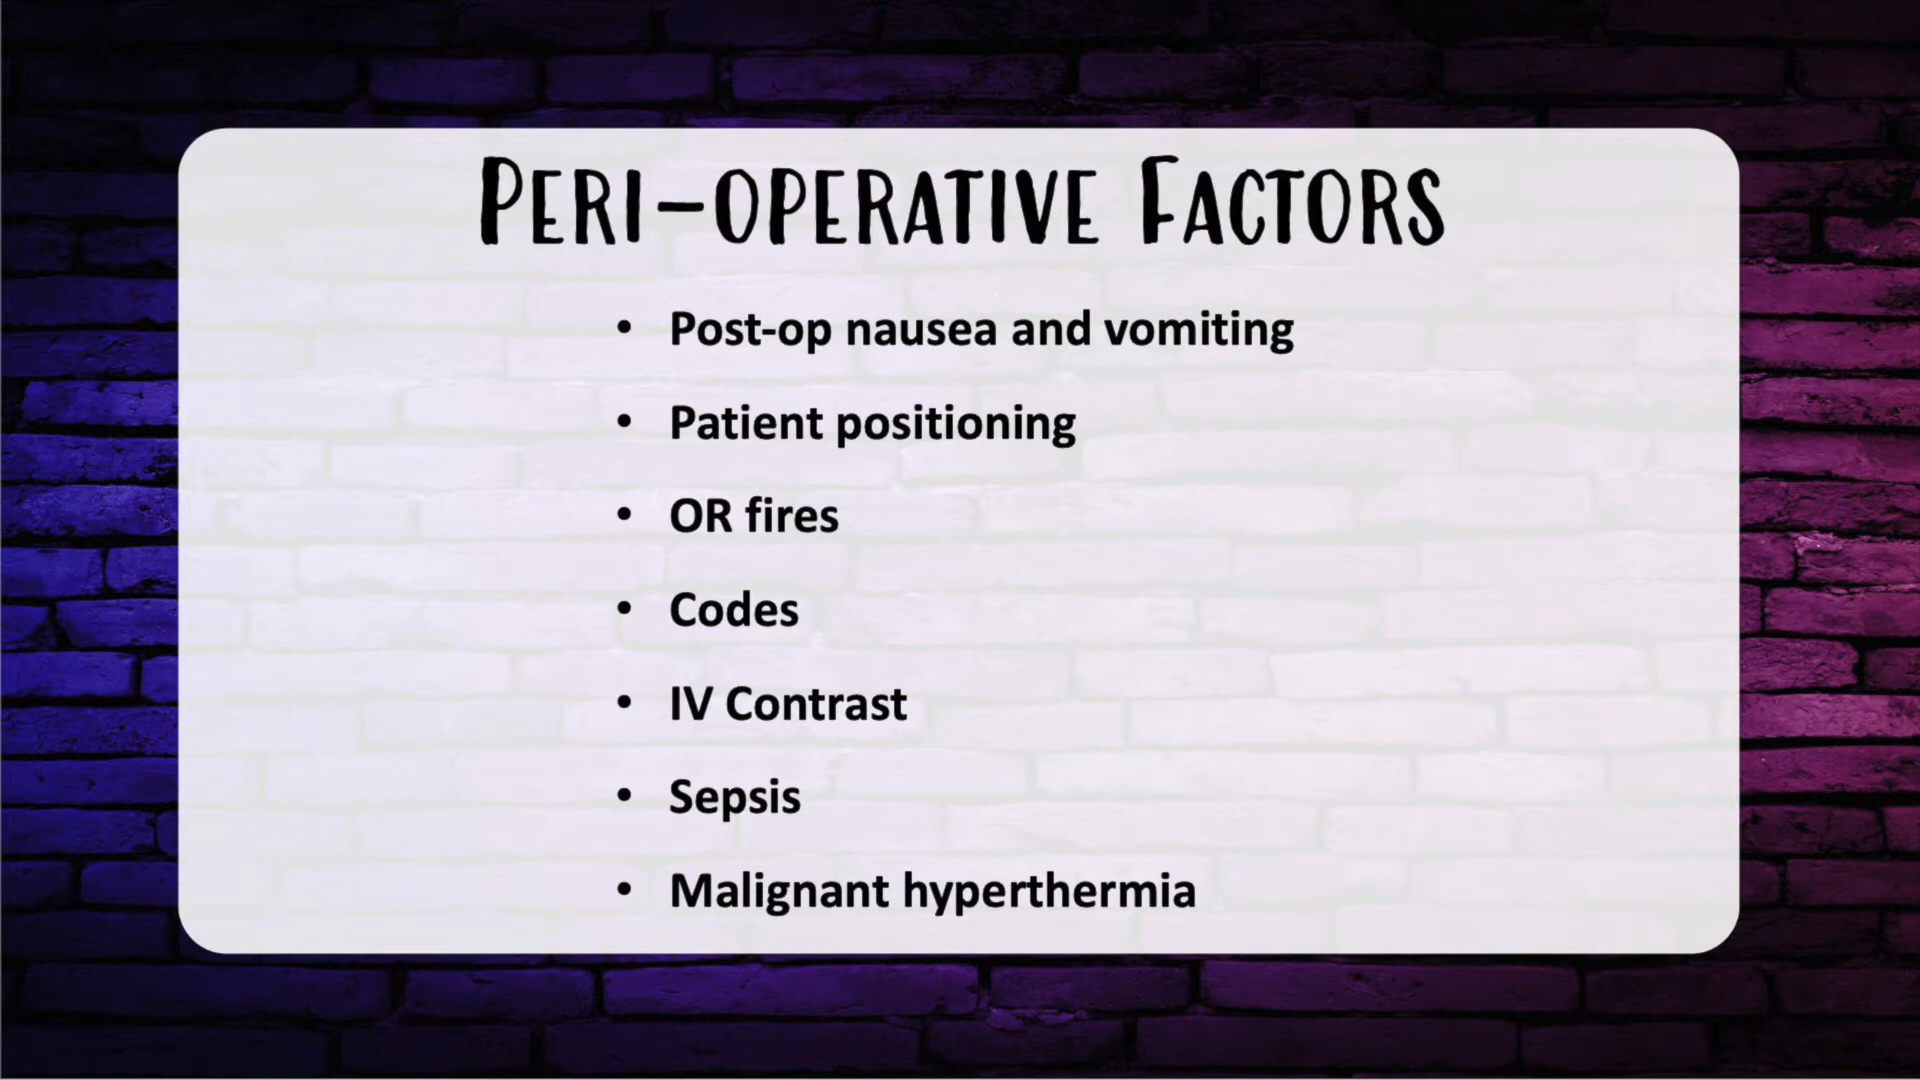 Peri-operative Factors
• Post-op nausea and vomiting
• Patient positioning
• OR fires
• Codes
• IV Contrast
• Sepsis
• Malignant hyperthermia